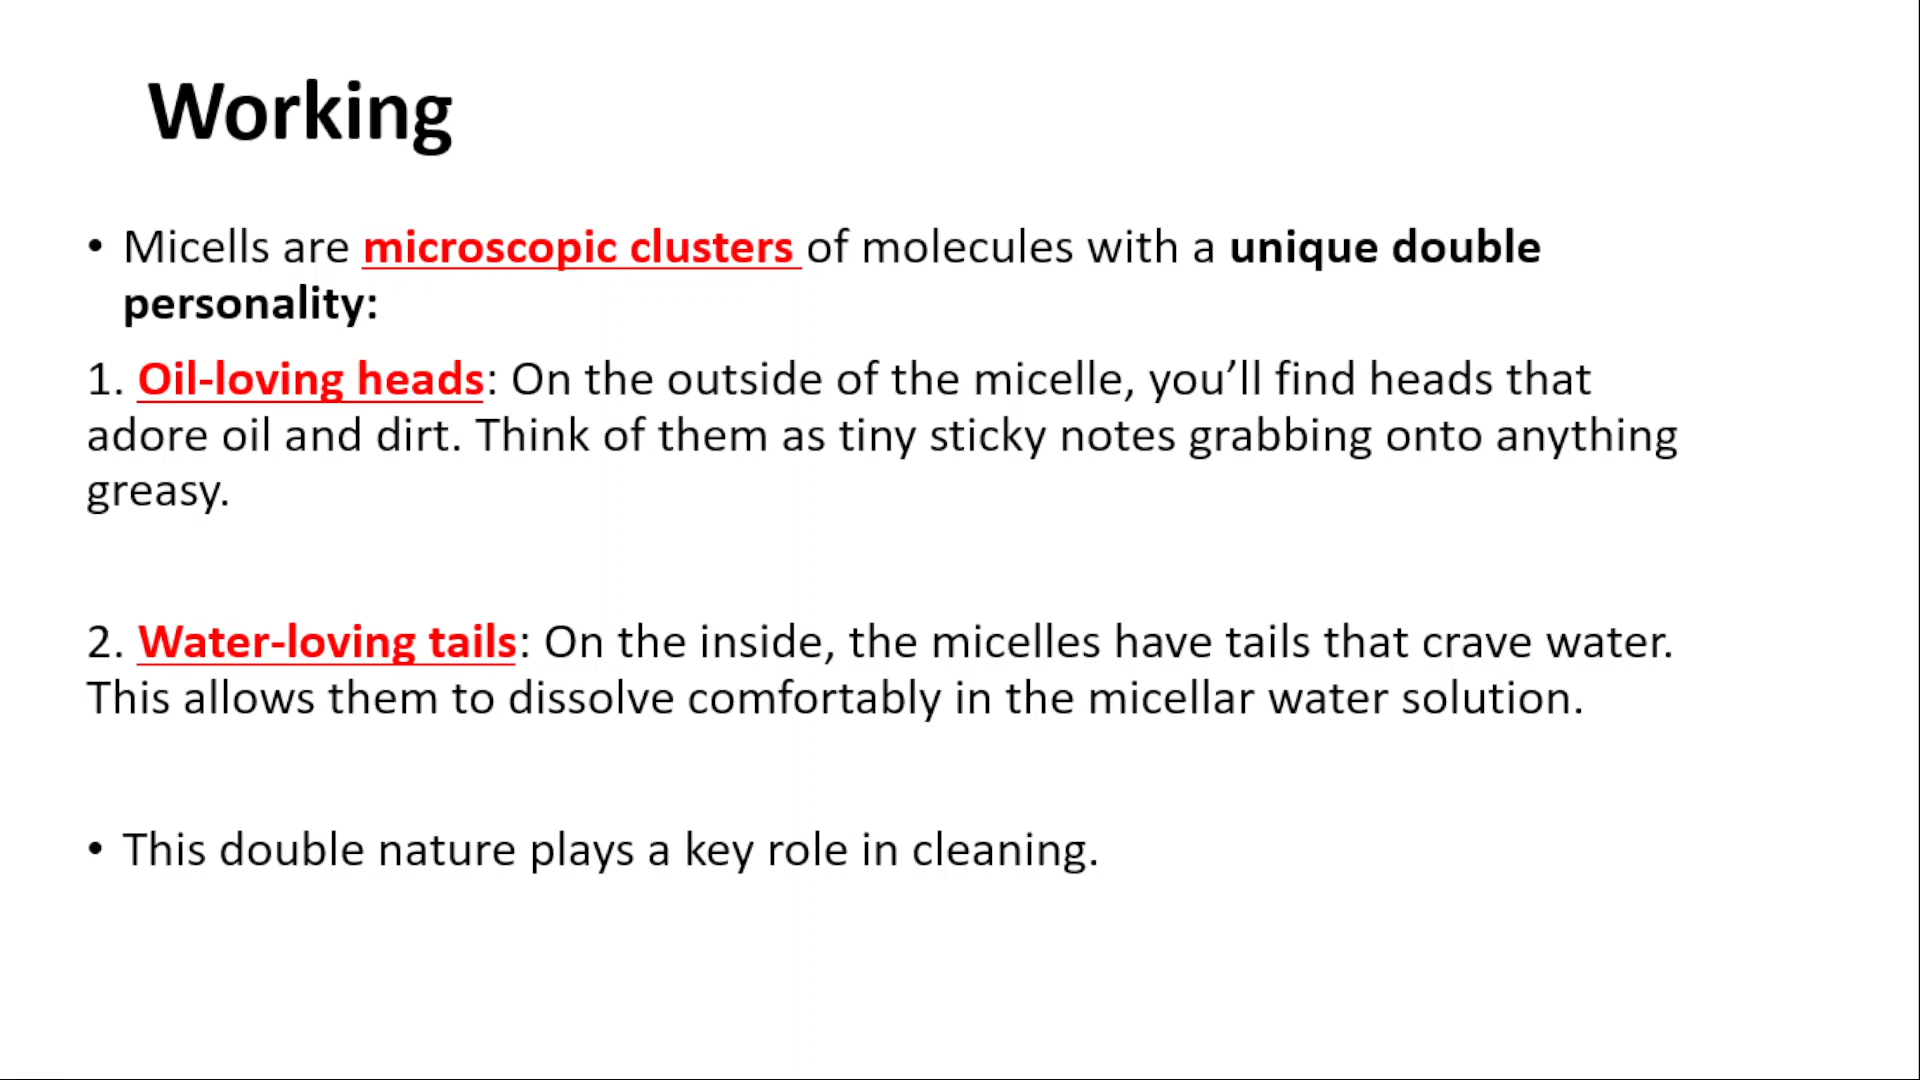 Working
• Micells are microscopic clusters of molecules with a unique double
personality:
1. Oil-loving heads: On the outside of the micelle, you’ll find heads that
adore oil and dirt. Think of them as tiny sticky notes grabbing onto anything
greasy.
2. Water-loving tails: On the inside, the micelles have tails that crave water.
This allows them to dissolve comfortably in the micellar water solution.
• This double nature plays a key role in cleaning.